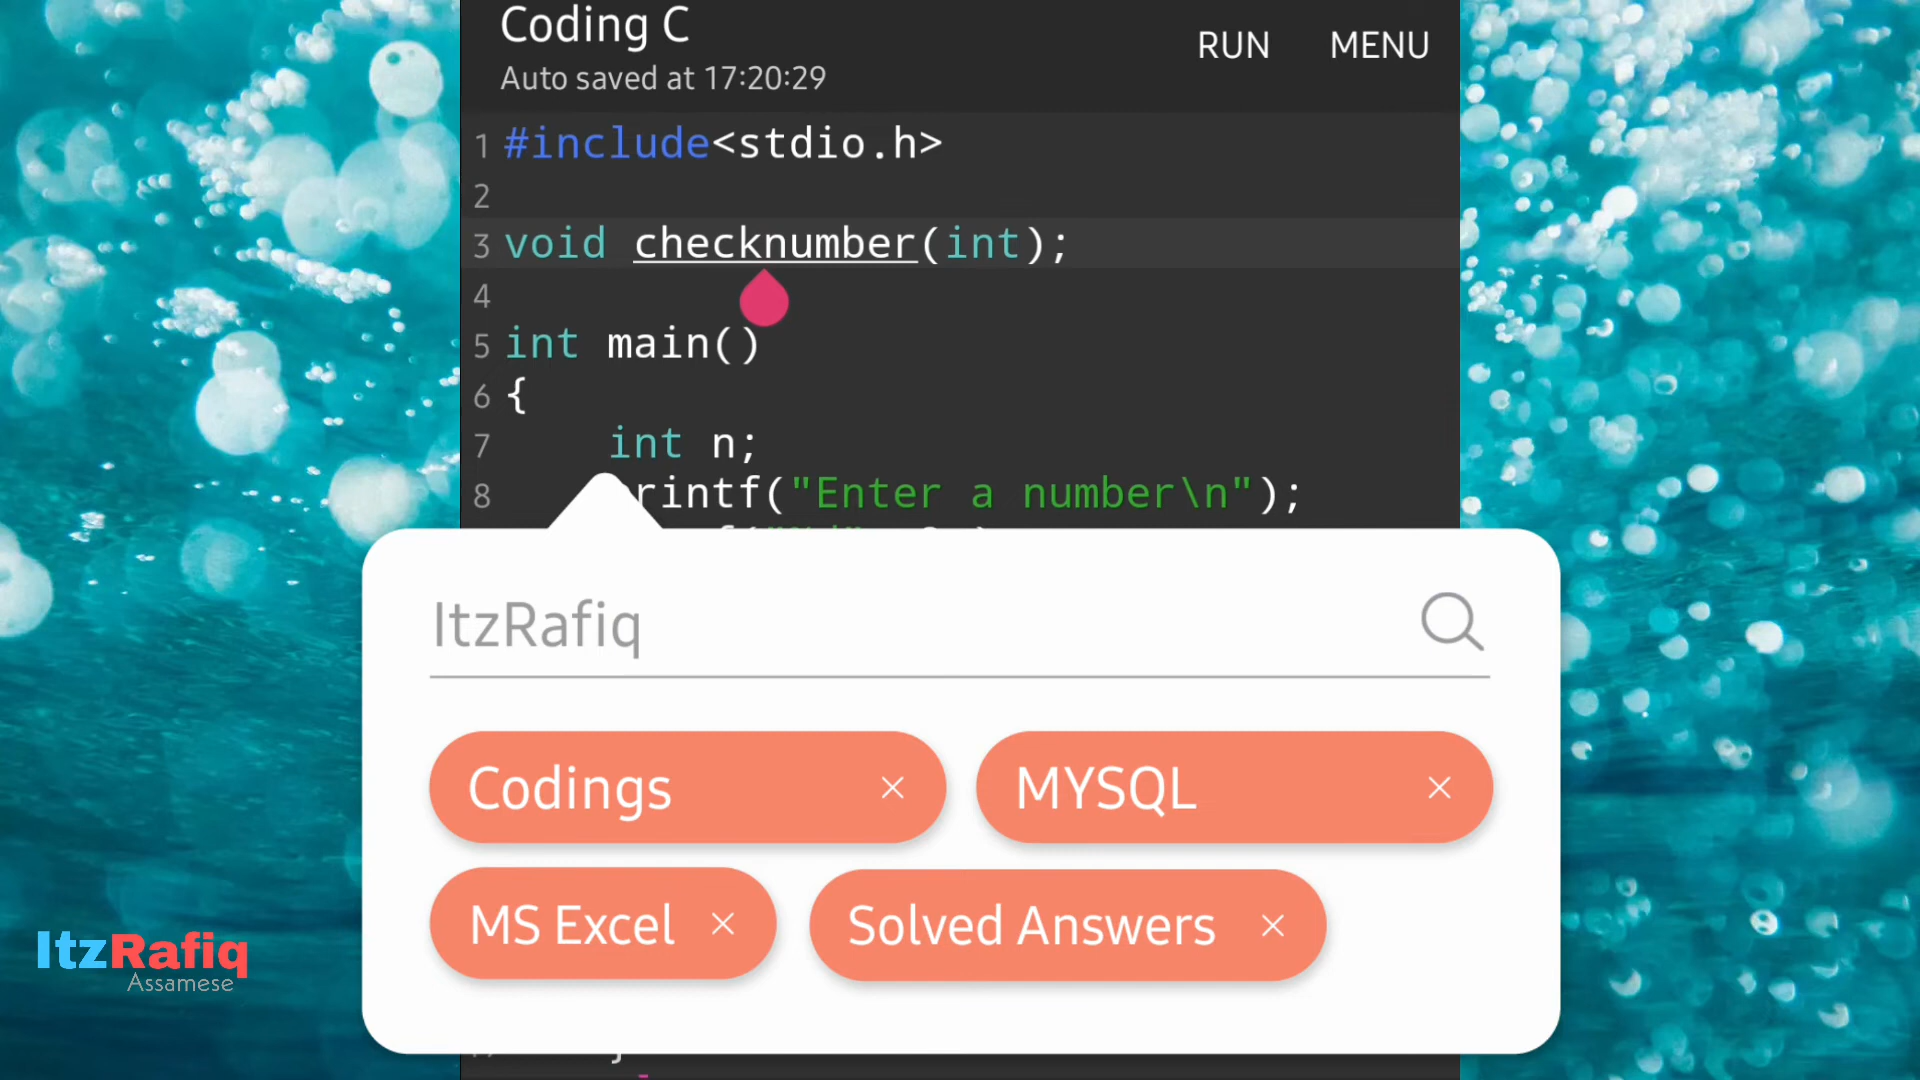 Coding C
Auto saved at 17:20:29
RUN MENU
1 #include<stdio.h>
2
3 void checknumber(int);
4
5 int main()
6 {
7 int n;
8 printf("Enter a number\n");
ItzRafiq
Codings ×
MYSQL ×
MS Excel ×
Solved Answers ×
ItzRafiq
Assamese